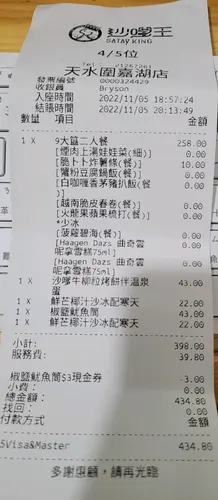 沙嗲王
SATAY KING
4/5位
Tel : 21262261
天水圍嘉湖店
發票編號 0000324429
收銀員 Bryson
入座時間 2022/11/05 18:57:24
結賬時間 2022/11/05 20:13:49
數量 項目 金額
1 X 9大簋二人餐 258.00
[煙肉上湯娃娃菜(細)] 0.00
[脆卜卜炸薯條(餐)] 10.00
豆腐鍋飯(餐)] 0.00
[白咖喱香茅豬扒飯(餐)] 0.00
[越南脆皮春卷(餐)] 0.00
[火龍果蘋果梳打(餐)] 0.00
*少冰
[菠蘿碧海(餐)] 0.00
[Haagen Dazs 曲奇雲呢拿雪糕75ml] 0.00
[Haagen Dazs 曲奇雲呢拿雪糕75ml] 0.00
1 X 沙嗲牛柳粒烤餅伴溫泉蛋 43.00
1 X 鮮芒椰汁沙冰配寒天 22.00
1 X 椒鹽魷魚筒 43.00
1 X 鮮芒椰汁沙冰配寒天 22.00
小計: 398.00
服務費: 39.80
椒鹽魷魚筒$3現金券 -3.00
小費: 0.00
總金額: 434.80
找回: 0.00
付款方式 金額
5Visa&Master 434.80
多謝惠顧，請再光臨